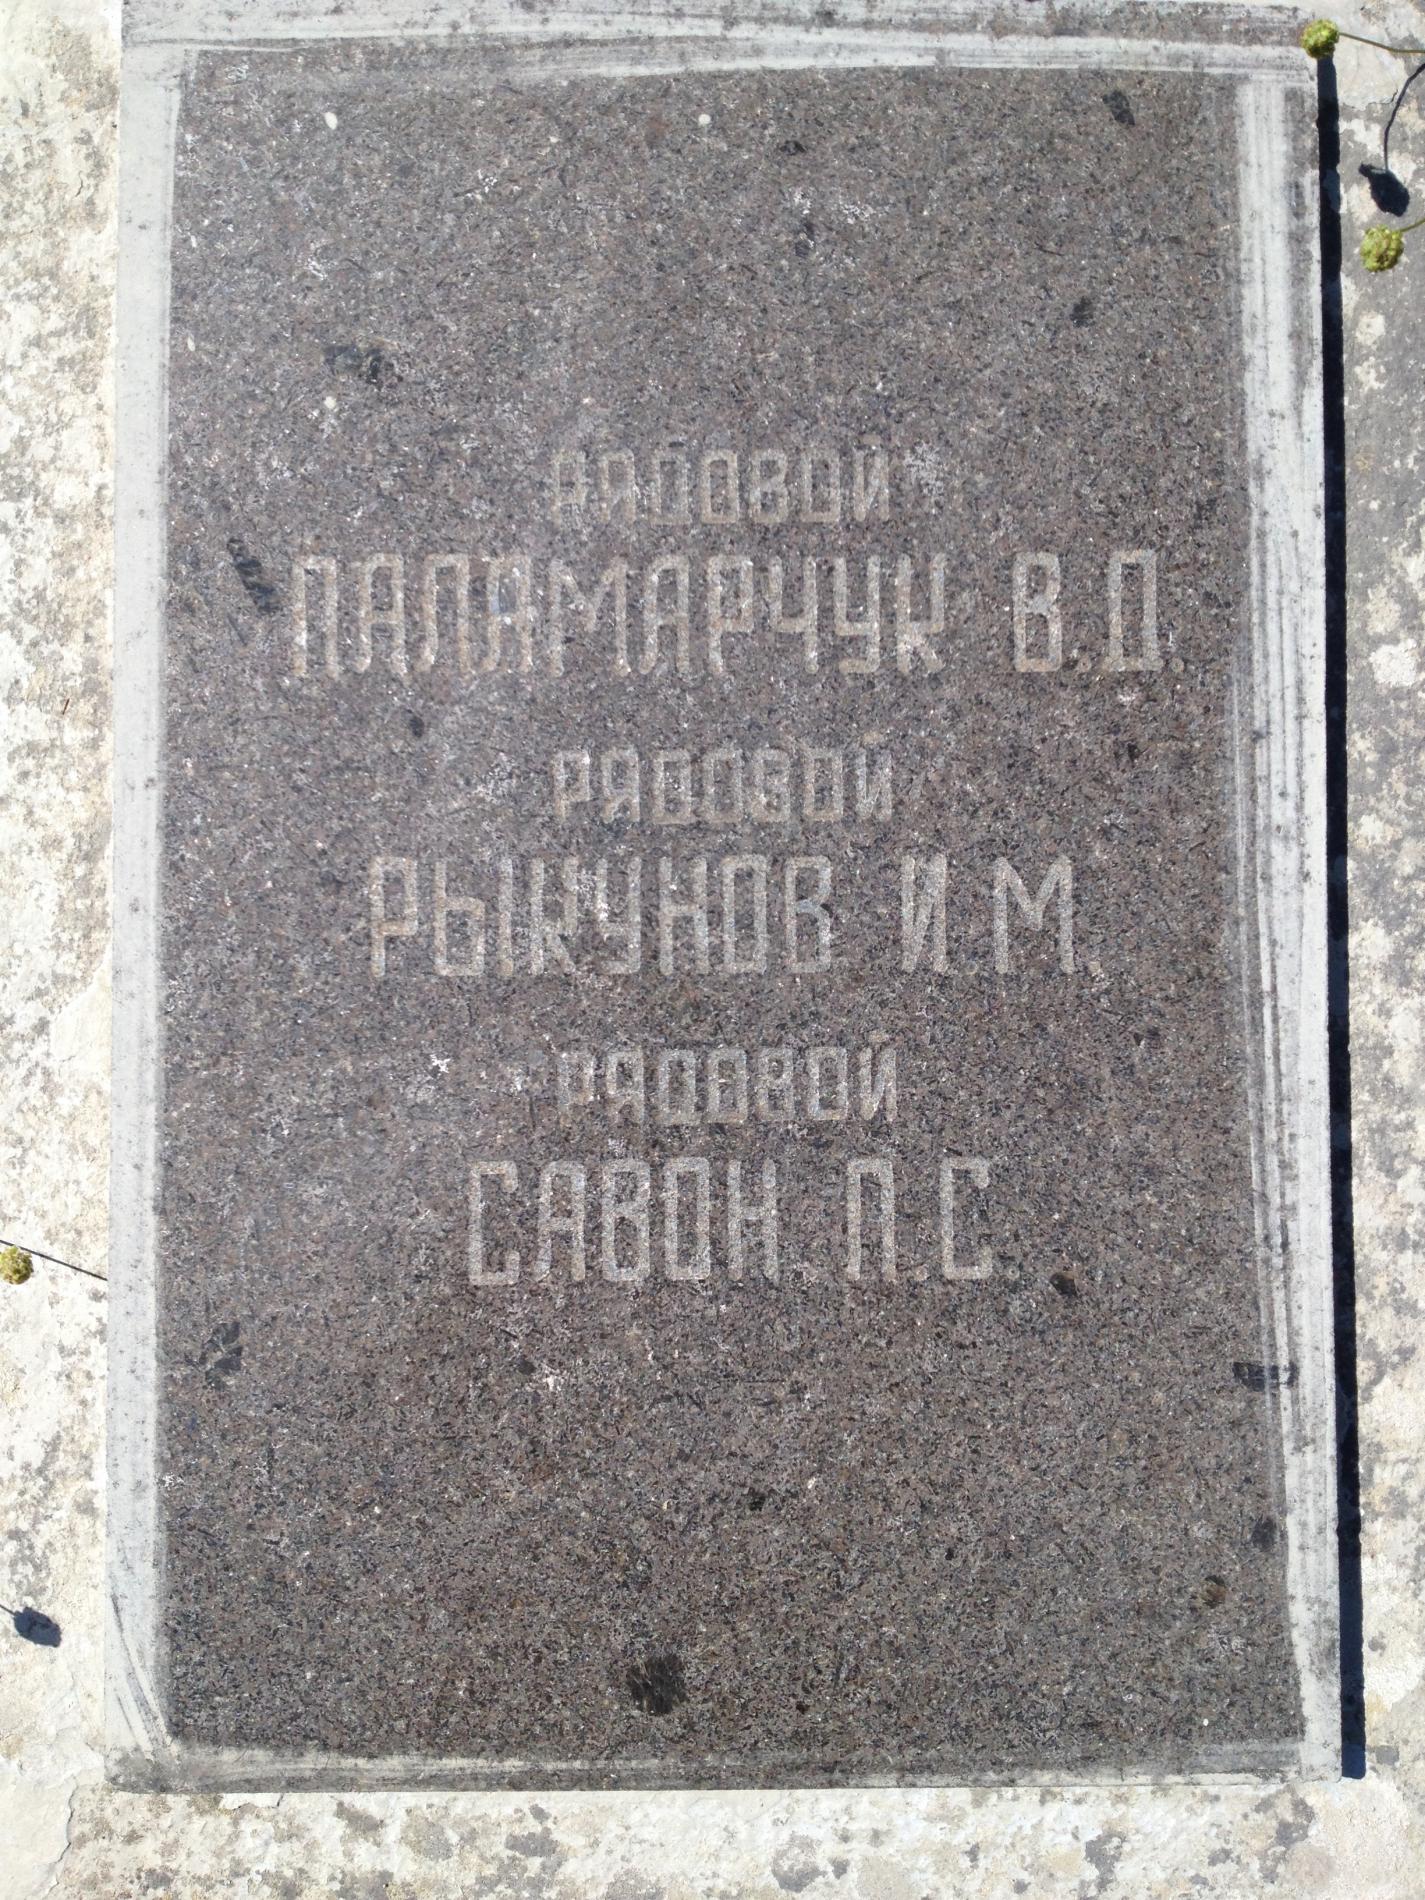 РЯДОВОЙ
ПАЛАМАРЧУК В.Д.
РЯДОВОЙ
РЫКУНОВ И.М.
РЯДОВОЙ
САВОН П.С.